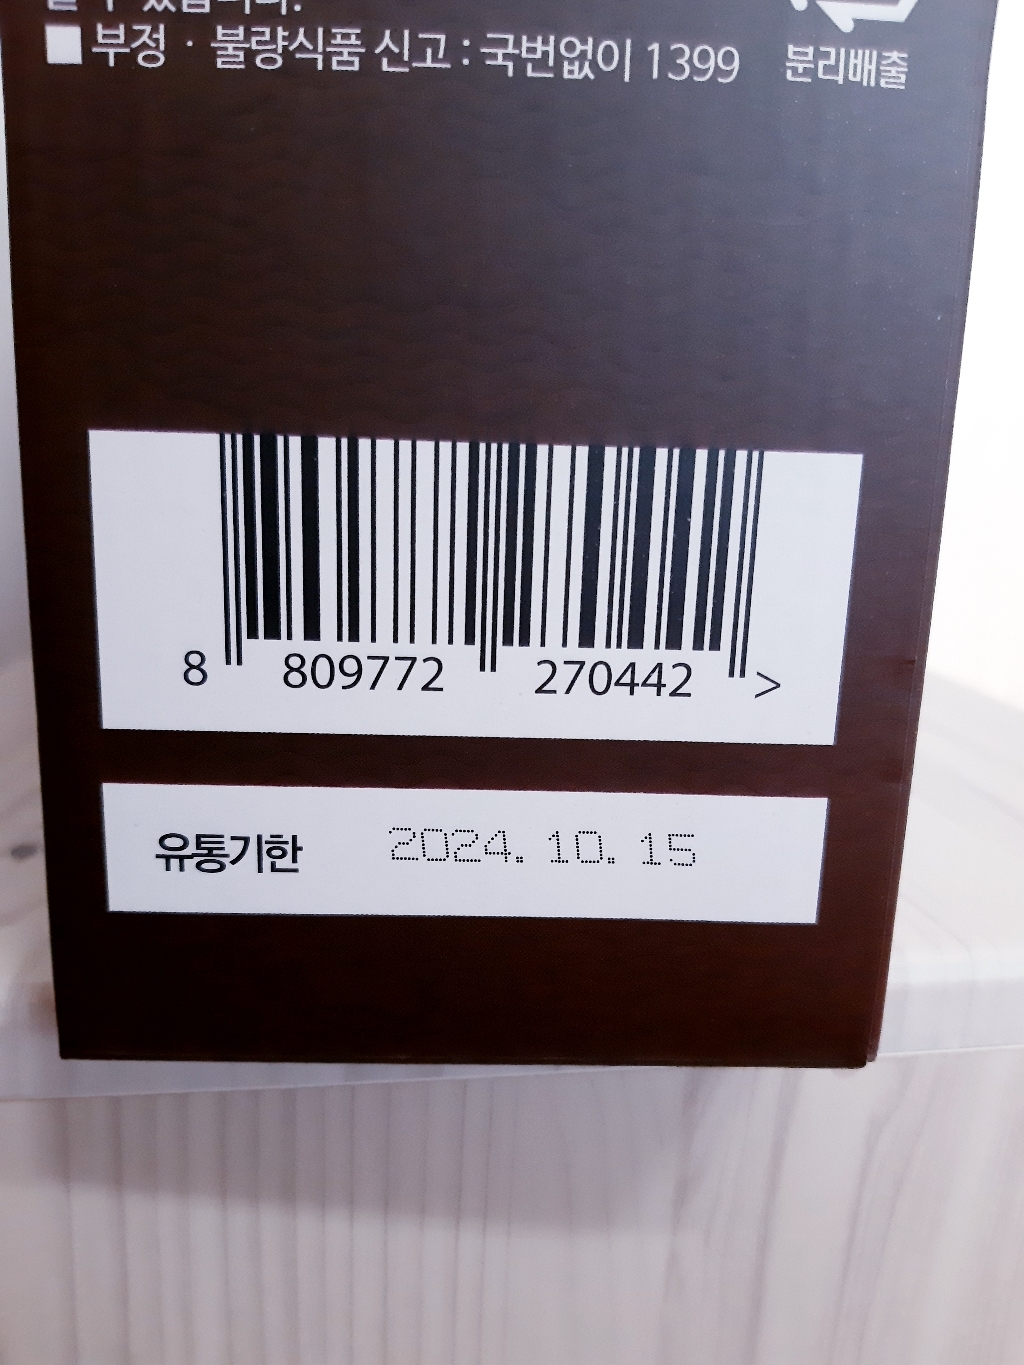 ■ 부정 · 불량식품 신고 : 국번없이 1399
분리배출
8 809772 270442 >
유통기한 2024. 10. 15